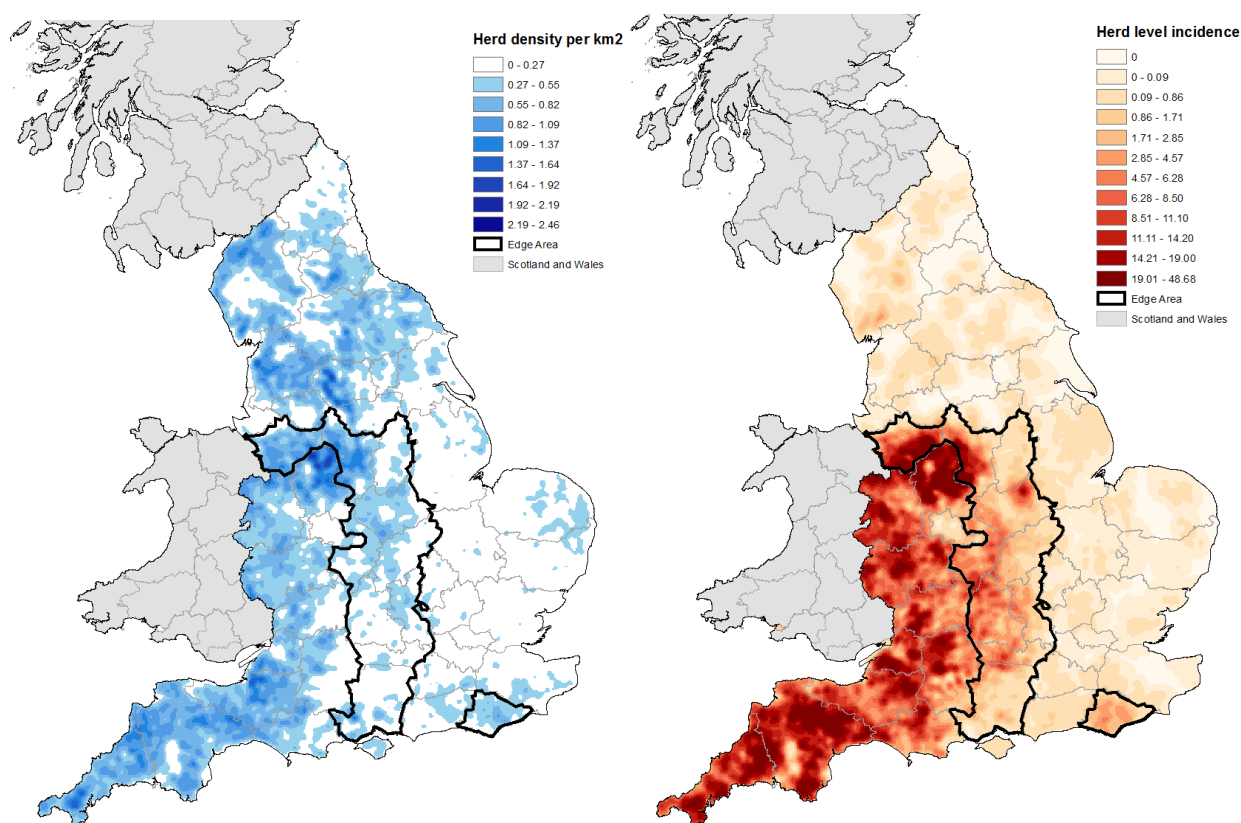 Herd density per km2
0 - 0.27
0.27 - 0.55
0.55 - 0.82
0.82 - 1.09
1.09 - 1.37
1.37 - 1.64
1.64 - 1.92
1.92 - 2.19
2.19 - 2.46
Edge Area
Scotland and Wales
Herd level incidence
0
0 - 0.09
0.09 - 0.86
0.86 - 1.71
1.71 - 2.85
2.85 - 4.57
4.57 - 6.28
6.28 - 8.50
8.51 - 11.10
11.11 - 14.20
14.21 - 19.00
19.01 - 48.68
Edge Area
Scotland and Wales